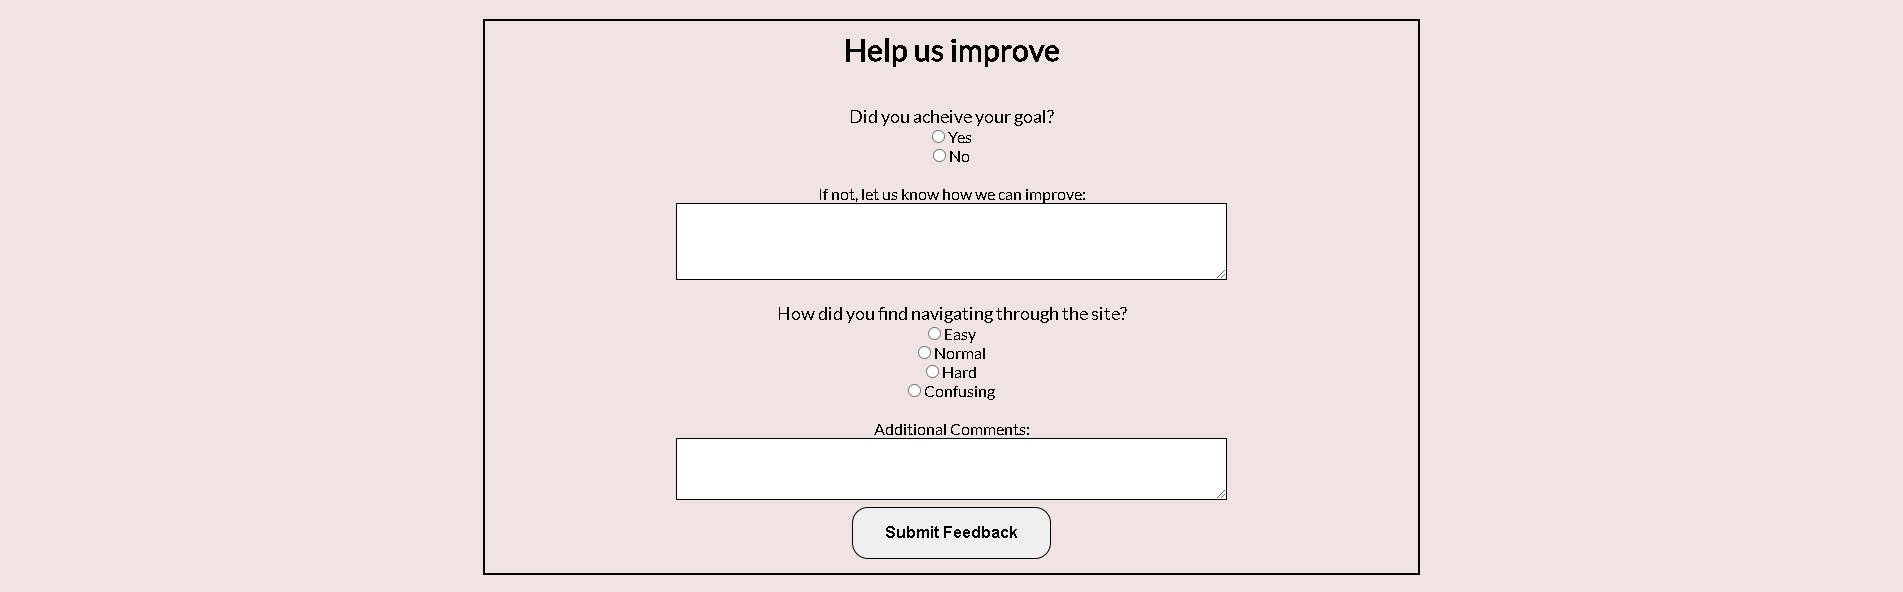 Help us improve
Did you acheive your goal?
Yes
No
If not, let us know how we can improve:
How did you find navigating through the site?
Easy
Normal
Hard
Confusing
Additional Comments:
Submit Feedback